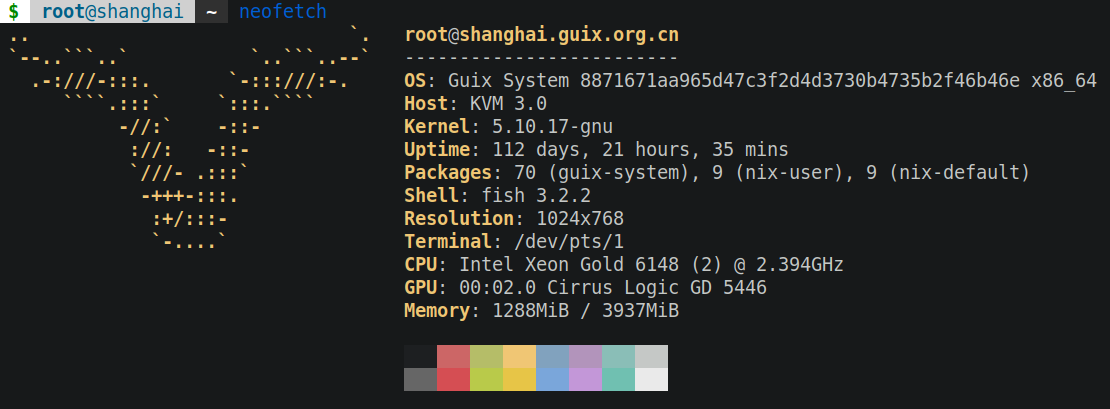 $ root@shanghai ~ neofetch
root@shanghai.guix.org.cn
-------------------------
OS: Guix System 8871671aa965d47c3f2d4d3730b4735b2f46b46e x86_64
Host: KVM 3.0
Kernel: 5.10.17-gnu
Uptime: 112 days, 21 hours, 35 mins
Packages: 70 (guix-system), 9 (nix-user), 9 (nix-default)
Shell: fish 3.2.2
Resolution: 1024x768
Terminal: /dev/pts/1
CPU: Intel Xeon Gold 6148 (2) @ 2.394GHz
GPU: 00:02.0 Cirrus Logic GD 5446
Memory: 1288MiB / 3937MiB